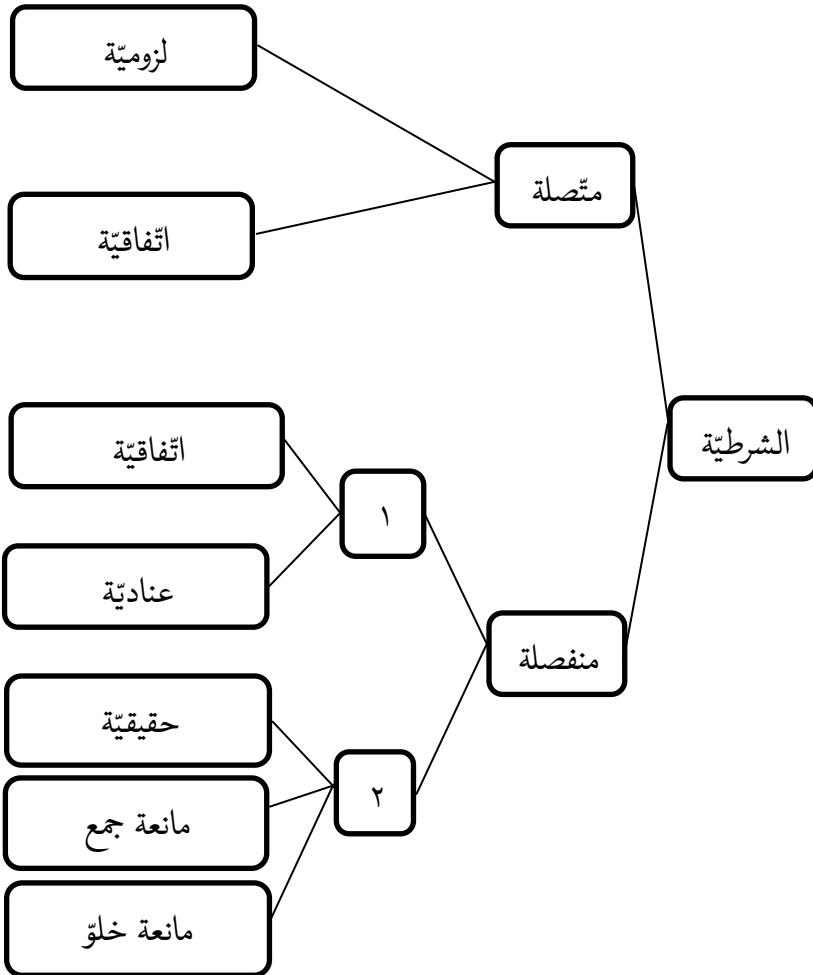 الشرطيّة
متّصلة
لزوميّة
اتّفاقيّة
منفصلة
١
اتّفاقيّة
عناديّة
٢
حقيقيّة
مانعة جمع
مانعة خلوّ